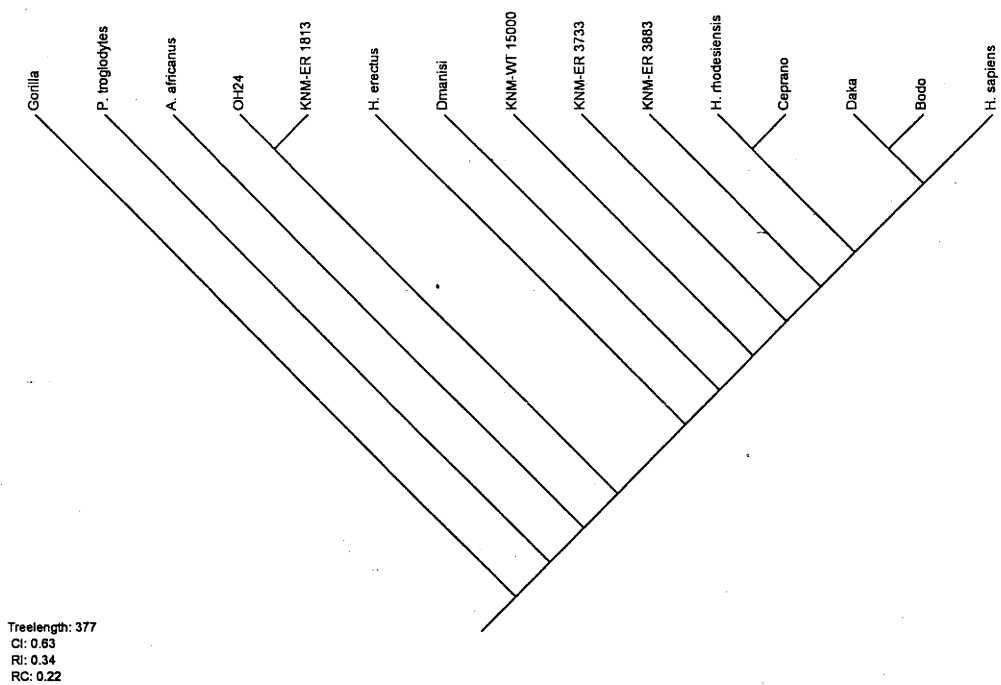 Gorilla
P. troglodytes
A. africanus
OH24
KNM-ER 1813
H. erectus
Dmanisi
KNM-WT 15000
KNM-ER 3733
KNM-ER 3883
H. rhodesiensis
Ceprano
Daka
Bodo
H. sapiens
Treelength: 377
CI: 0.63
RI: 0.34
RC: 0.22